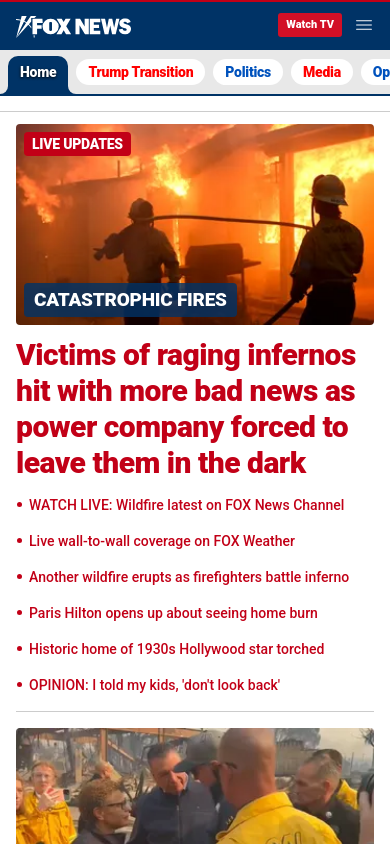 FOX NEWS
Watch TV
Home
Trump Transition
Politics
Media
Op
LIVE UPDATES
CATASTROPHIC FIRES
Victims of raging infernos
hit with more bad news as
power company forced to
leave them in the dark
• WATCH LIVE: Wildfire latest on FOX News Channel
• Live wall-to-wall coverage on FOX Weather
• Another wildfire erupts as firefighters battle inferno
• Paris Hilton opens up about seeing home burn
• Historic home of 1930s Hollywood star torched
• OPINION: I told my kids, 'don't look back'